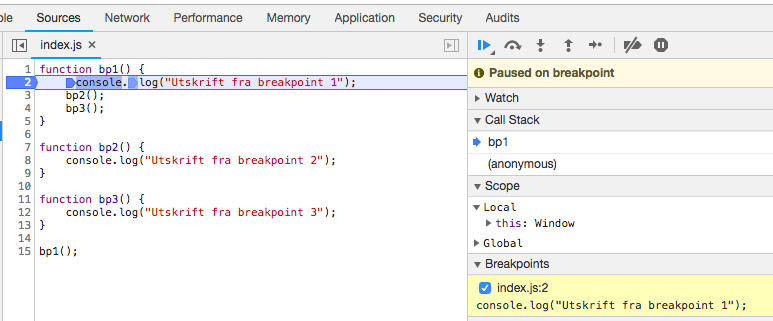 ole Sources Network Performance Memory Application Security Audits
index.js ×
1 function bp1() {
2 console.log("Utskrift fra breakpoint 1");
3 bp2();
4 bp3();
5 }
6
7 function bp2() {
8 console.log("Utskrift fra breakpoint 2");
9 }
10
11 function bp3() {
12 console.log("Utskrift fra breakpoint 3");
13 }
14
15 bp1();
Paused on breakpoint
Watch
Call Stack
bp1
(anonymous)
Scope
Local
this: Window
Global
Breakpoints
index.js:2
console.log("Utskrift fra breakpoint 1");